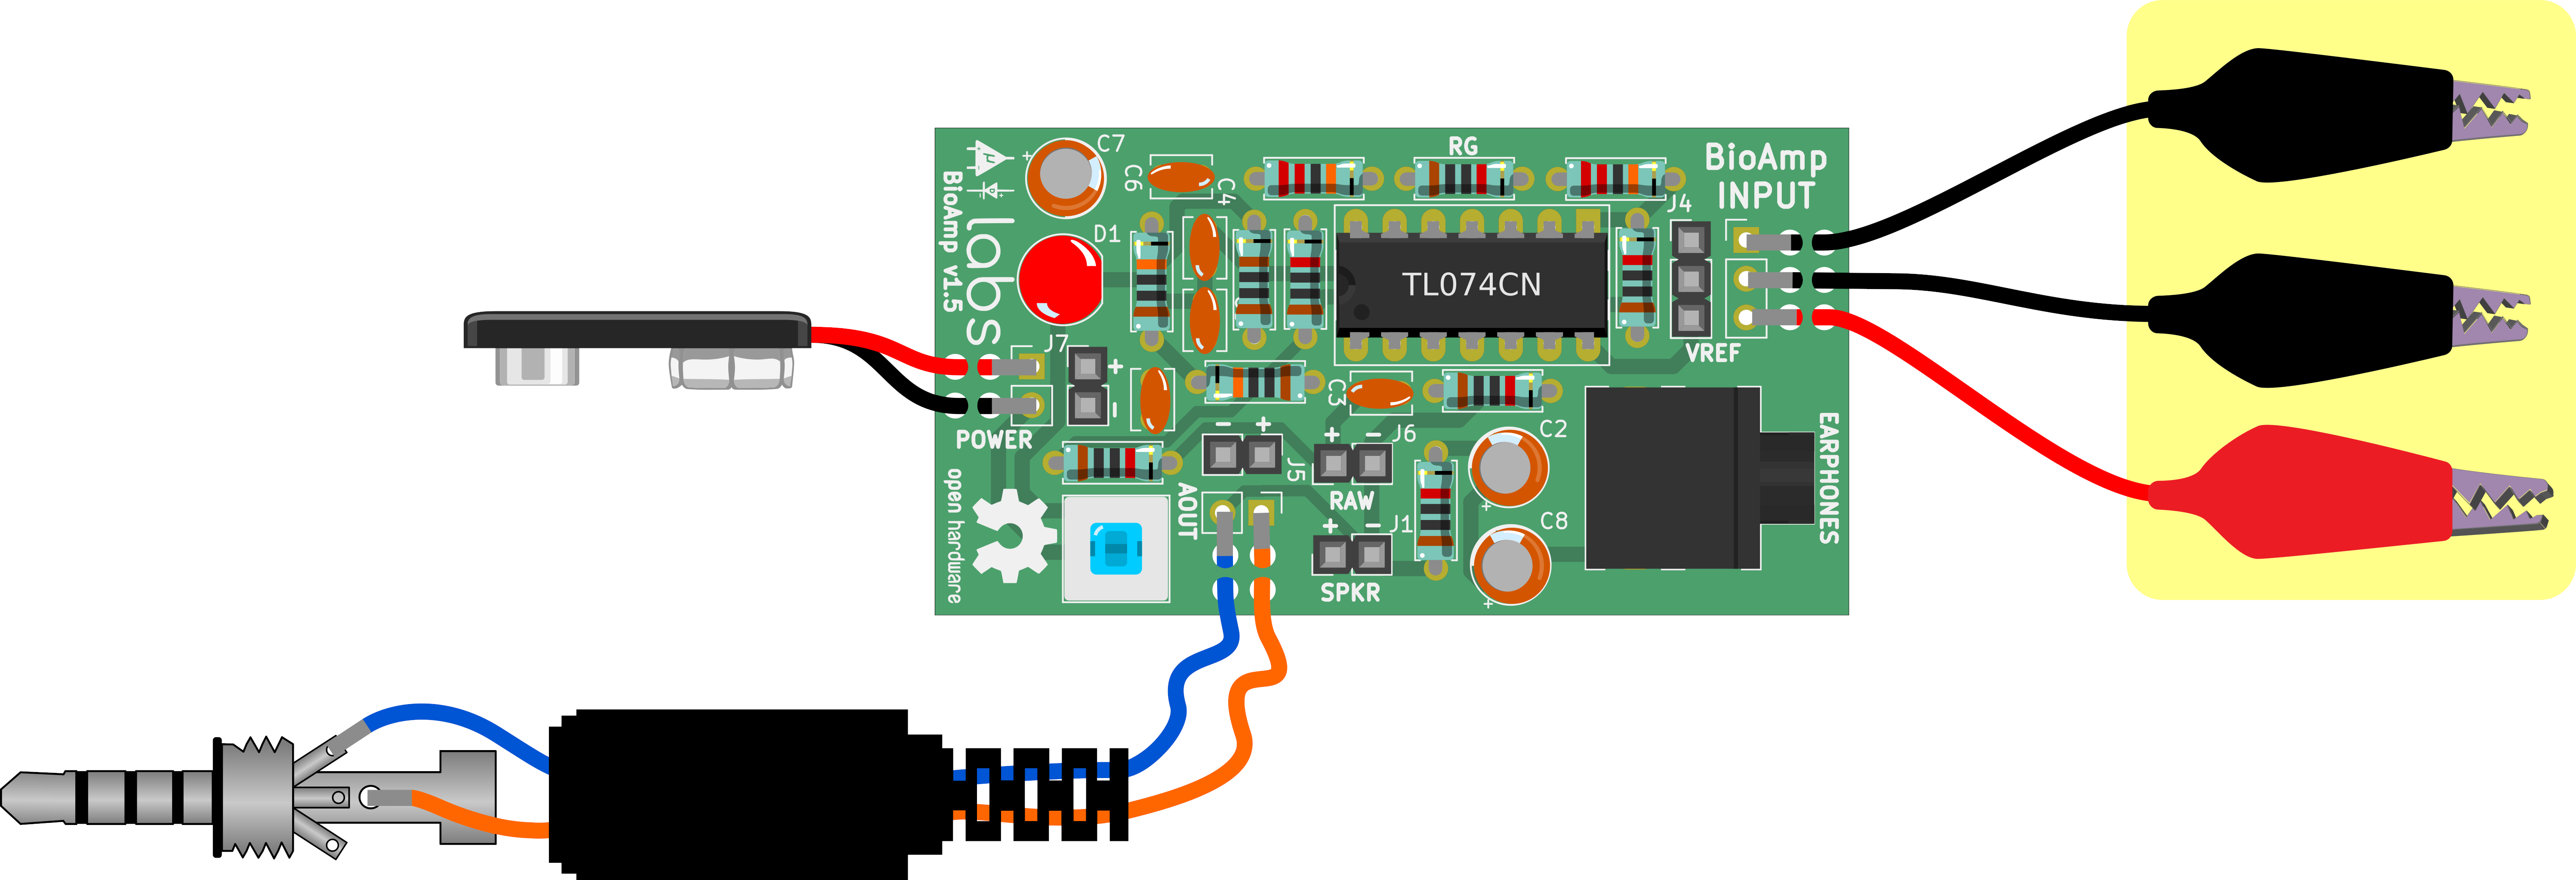 BioAmp v1.5
µ
labs
C7
C6
C4
D1
RG
BioAmp
INPUT
J4
TL074CN
VREF
J7
+
-
POWER
C3
- +
J5
+ -
J6
RAW
+ -
J1
SPKR
AOUT
C2
C8
EARPHONES
open hardware